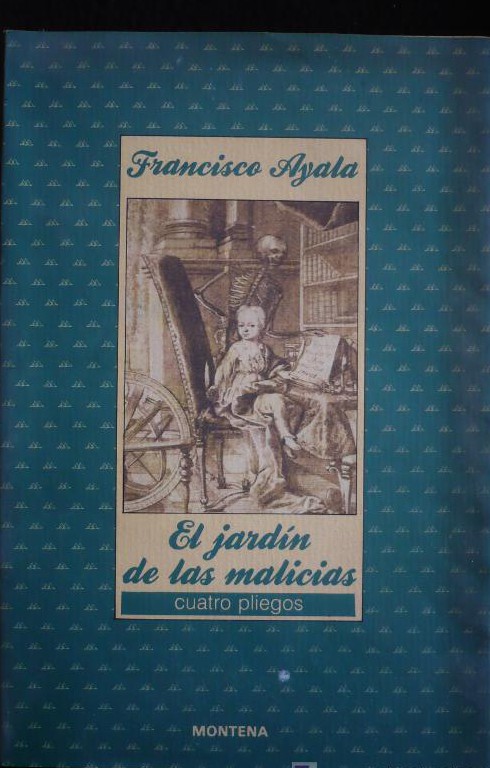 Francisco Ayala
El jardín
de las malicias
cuatro pliegos
MONTENA